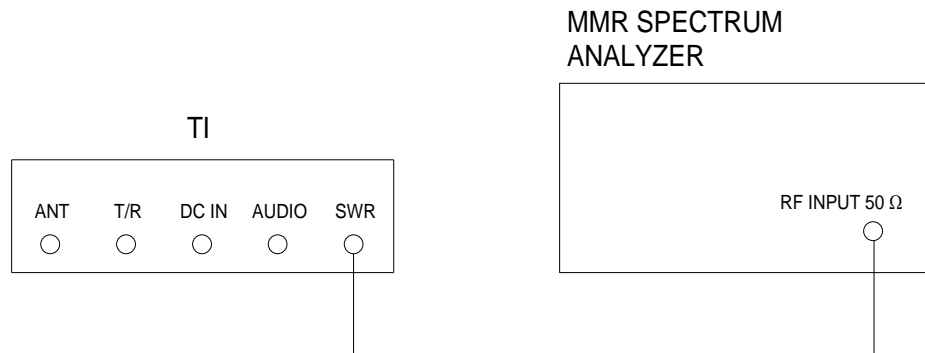 MMR SPECTRUM
ANALYZER
TI
ANT T/R DC IN AUDIO SWR
RF INPUT 50 Ω